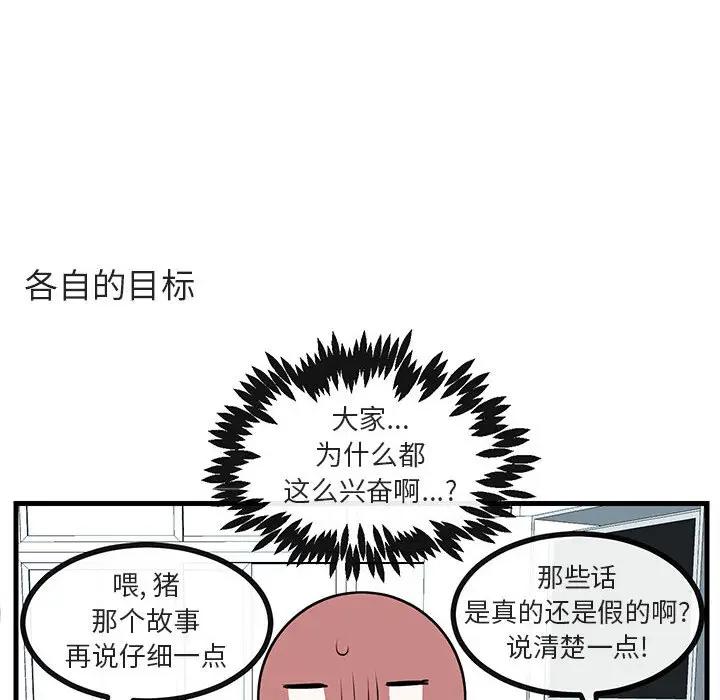 各自的目标
大家...
为什么都
这么兴奋啊...?
喂, 猪
那个故事
再说仔细一点
那些话
是真的还是假的啊?
说清楚一点!